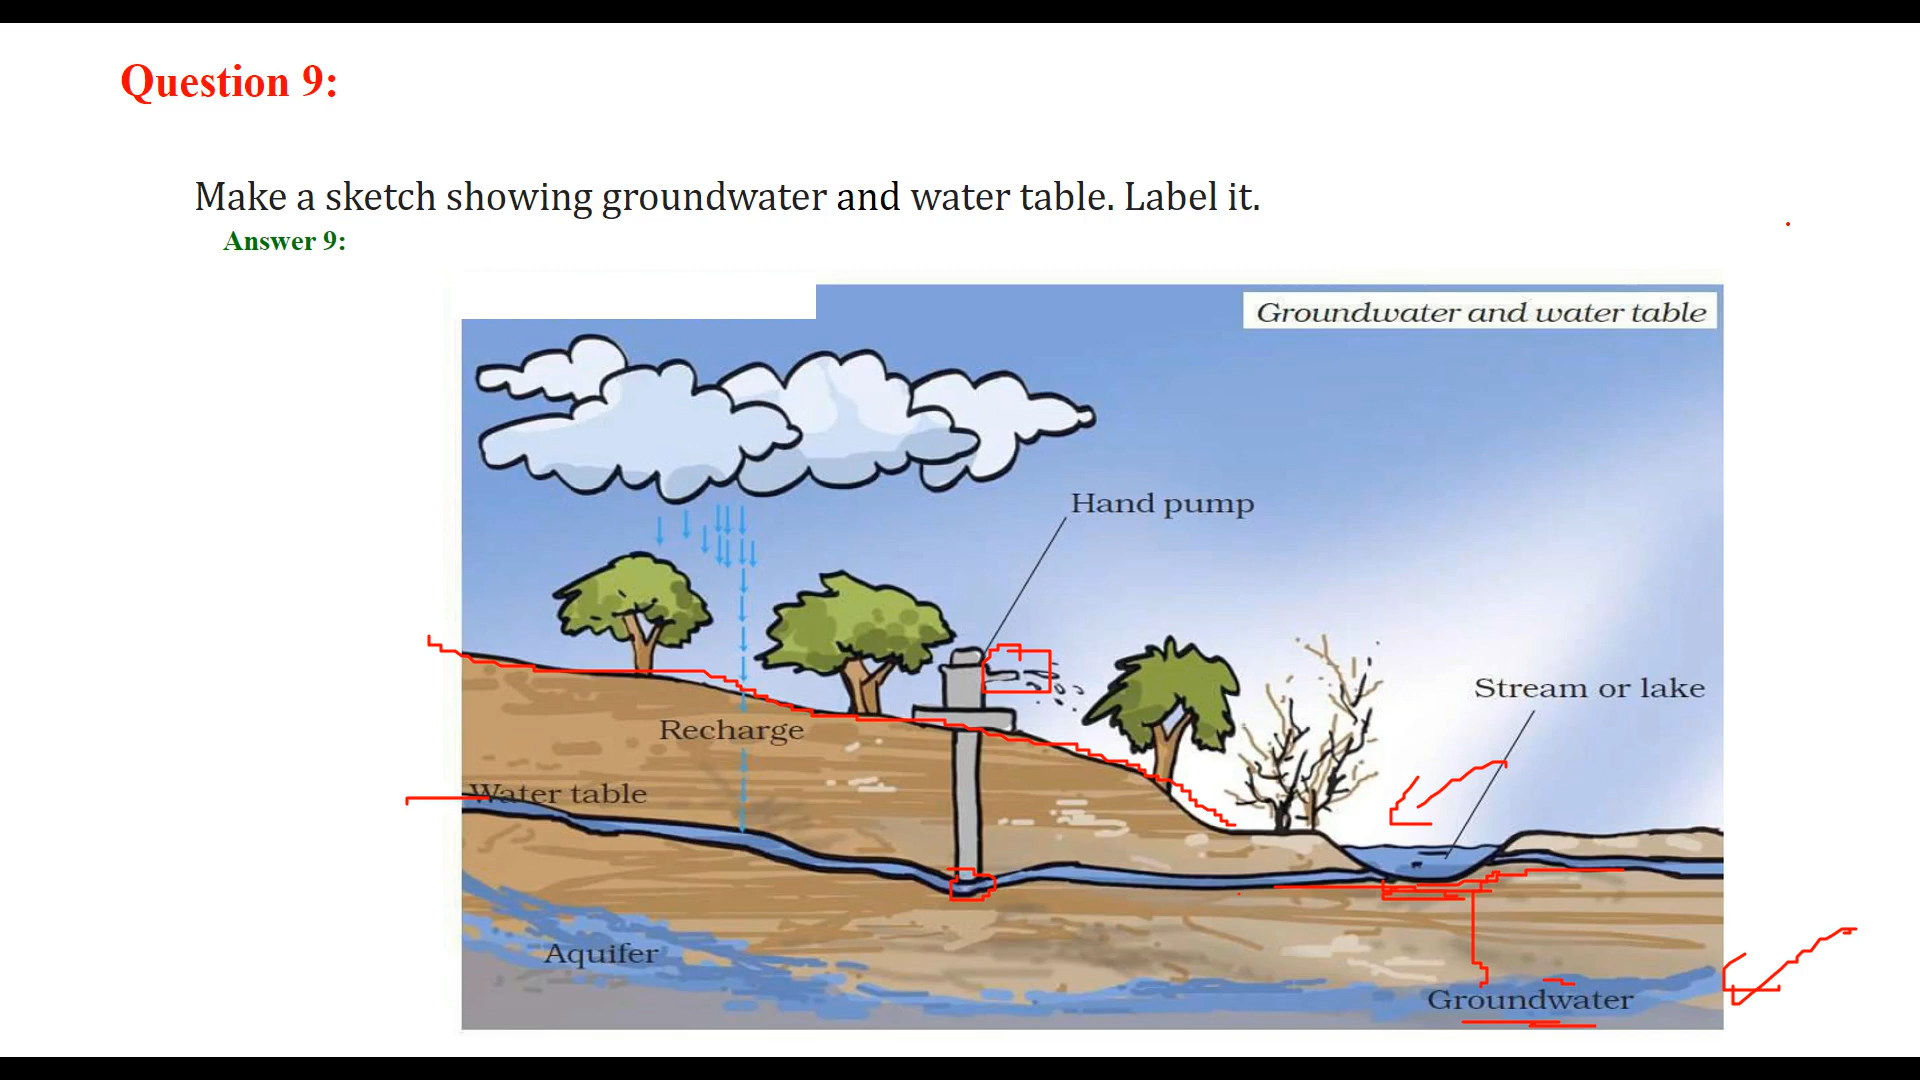 Question 9:
Make a sketch showing groundwater and water table. Label it.
Answer 9:
Groundwater and water table
Hand pump
Stream or lake
Recharge
Water table
Aquifer
Groundwater